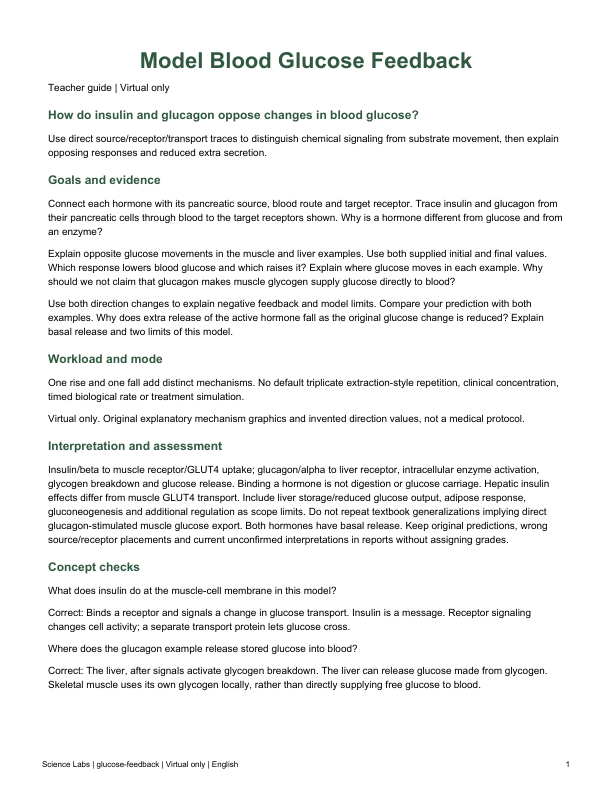 Model Blood Glucose Feedback
Teacher guide | Virtual only
How do insulin and glucagon oppose changes in blood glucose?
Use direct source/receptor/transport traces to distinguish chemical signaling from substrate movement, then explain
opposing responses and reduced extra secretion.
Goals and evidence
Connect each hormone with its pancreatic source, blood route and target receptor. Trace insulin and glucagon from
their pancreatic cells through blood to the target receptors shown. Why is a hormone different from glucose and from
an enzyme?
Explain opposite glucose movements in the muscle and liver examples. Use both supplied initial and final values.
Which response lowers blood glucose and which raises it? Explain where glucose moves in each example. Why
should we not claim that glucagon makes muscle glycogen supply glucose directly to blood?
Use both direction changes to explain negative feedback and model limits. Compare your prediction with both
examples. Why does extra release of the active hormone fall as the original glucose change is reduced? Explain
basal release and two limits of this model.
Workload and mode
One rise and one fall add distinct mechanisms. No default triplicate extraction-style repetition, clinical concentration,
timed biological rate or treatment simulation.
Virtual only. Original explanatory mechanism graphics and invented direction values, not a medical protocol.
Interpretation and assessment
Insulin/beta to muscle receptor/GLUT4 uptake; glucagon/alpha to liver receptor, intracellular enzyme activation,
glycogen breakdown and glucose release. Binding a hormone is not digestion or glucose carriage. Hepatic insulin
effects differ from muscle GLUT4 transport. Include liver storage/reduced glucose output, adipose response,
gluconeogenesis and additional regulation as scope limits. Do not repeat textbook generalizations implying direct
glucagon-stimulated muscle glucose export. Both hormones have basal release. Keep original predictions, wrong
source/receptor placements and current unconfirmed interpretations in reports without assigning grades.
Concept checks
What does insulin do at the muscle-cell membrane in this model?
Correct: Binds a receptor and signals a change in glucose transport. Insulin is a message. Receptor signaling
changes cell activity; a separate transport protein lets glucose cross.
Where does the glucagon example release stored glucose into blood?
Correct: The liver, after signals activate glycogen breakdown. The liver can release glucose made from glycogen.
Skeletal muscle uses its own glycogen locally, rather than directly supplying free glucose to blood.
Science Labs | glucose-feedback | Virtual only | English
1